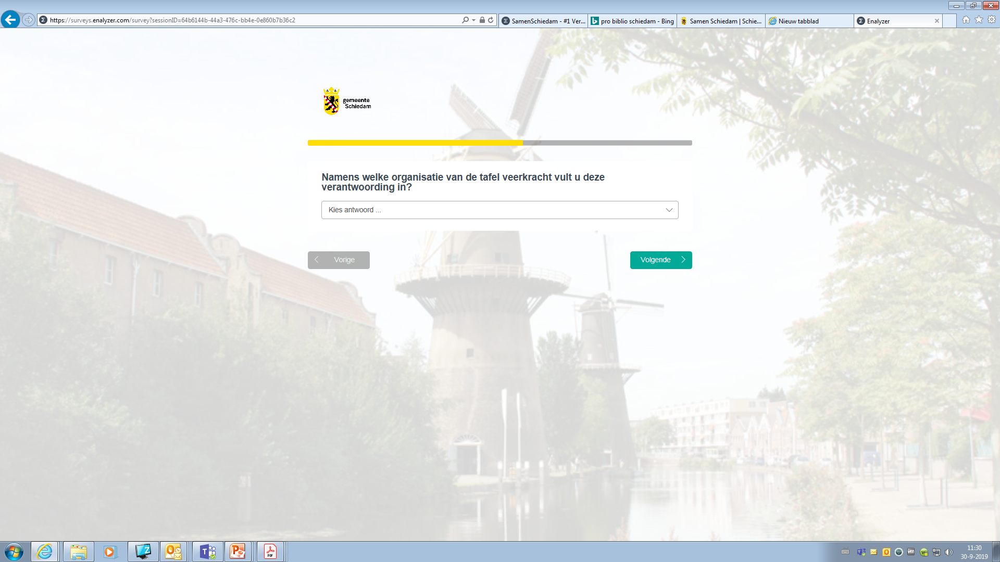 https://surveys.enalyzer.com/survey?sessionID=64b6144b-44a3-476c-bb4e-0e860b7b36c2
SamenSchiedam - #1 Ver...
pro biblio schiedam - Bing
Samen Schiedam | Schie...
Nieuw tabblad
Enalyzer
gemeente
Schiedam
Namens welke organisatie van de tafel veerkracht vult u deze
verantwoording in?
Kies antwoord ...
Vorige
Volgende
11:30
30-9-2019